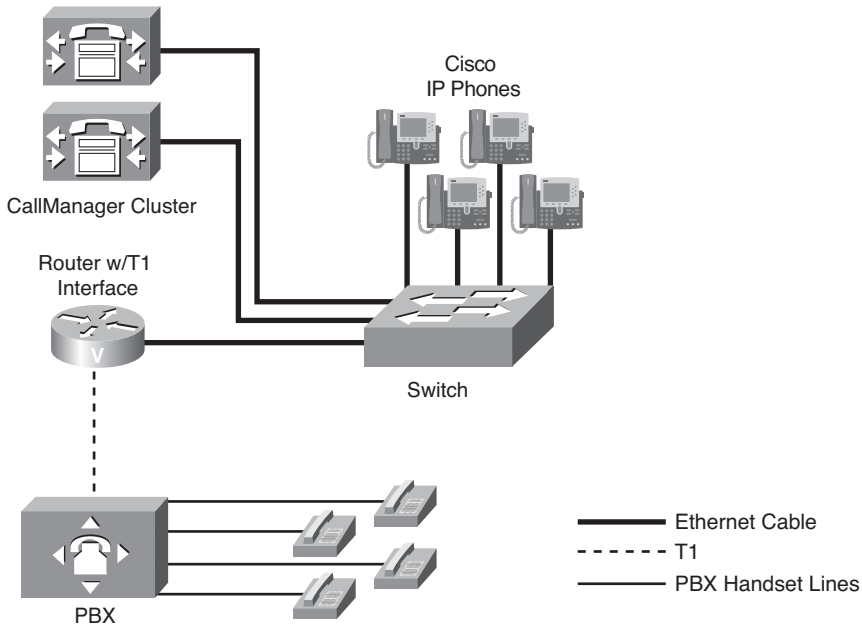 Cisco
IP Phones
CallManager Cluster
Router w/T1
Interface
V
Switch
PBX
Ethernet Cable
T1
PBX Handset Lines